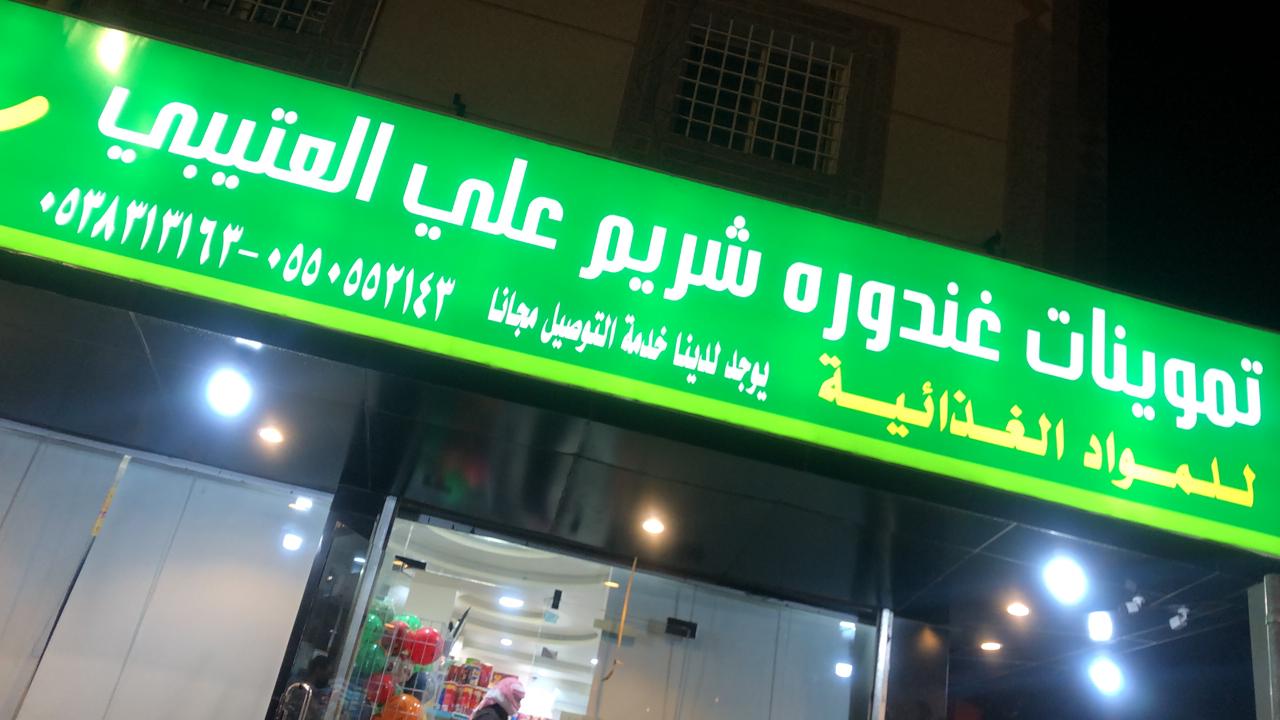 تموينات غندوره شريم علي العتيبي
للمواد الغذائية
يوجد لدينا خدمة التوصيل مجانا
٠٥٣٨٣١٣١٦٣-٠٥٥٠٥٥٢١٤٣